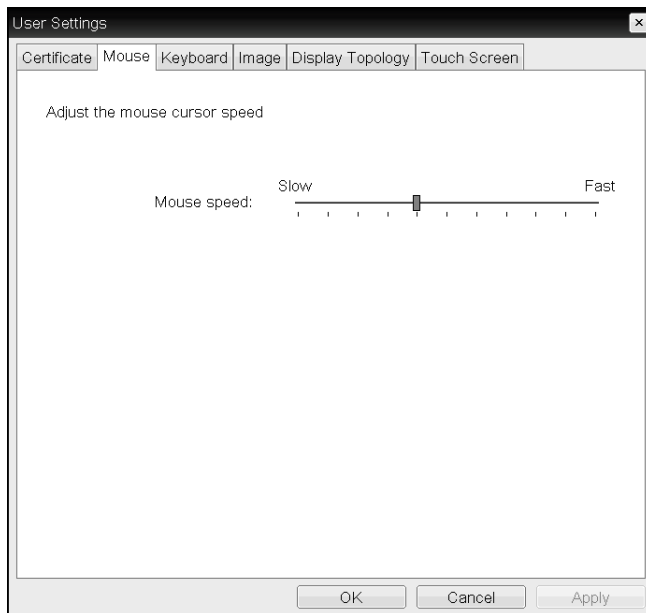 User Settings
Certificate Mouse Keyboard Image Display Topology Touch Screen
Adjust the mouse cursor speed
Slow Fast
Mouse speed:
OK Cancel Apply